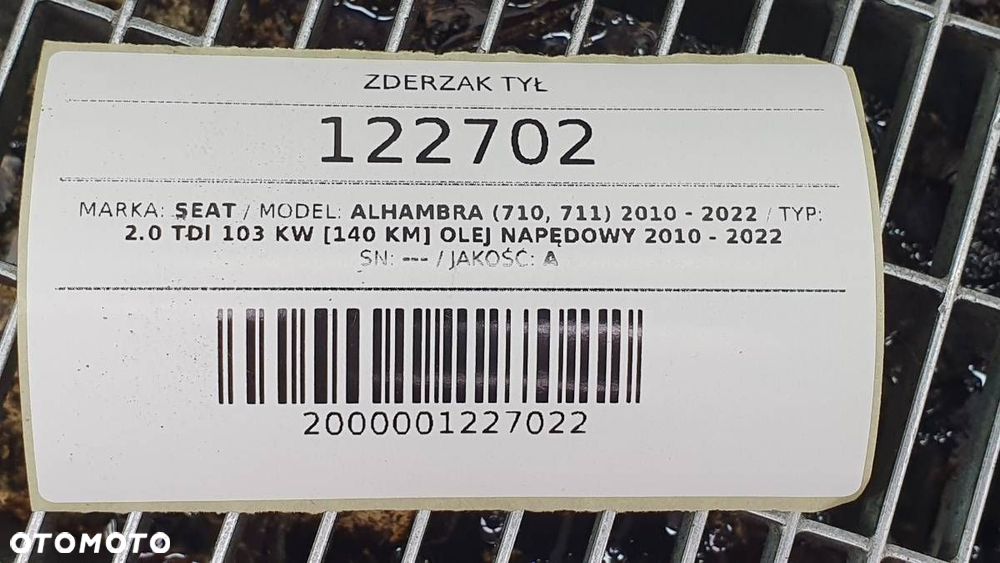 ZDERZAK TYŁ
122702
MARKA: SEAT / MODEL: ALHAMBRA (710, 711) 2010 - 2022 / TYP:
2.0 TDI 103 KW [140 KM] OLEJ NAPĘDOWY 2010 - 2022
SN: --- / JAKOŚĆ: A
2000001227022
OTOMOTO